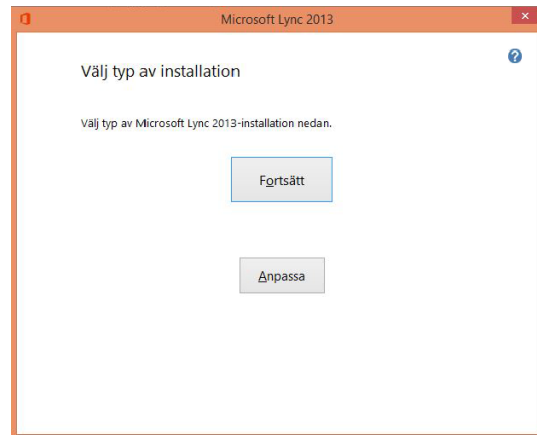 Microsoft Lync 2013
Välj typ av installation
Välj typ av Microsoft Lync 2013-installation nedan.
Fortsätt
Anpassa